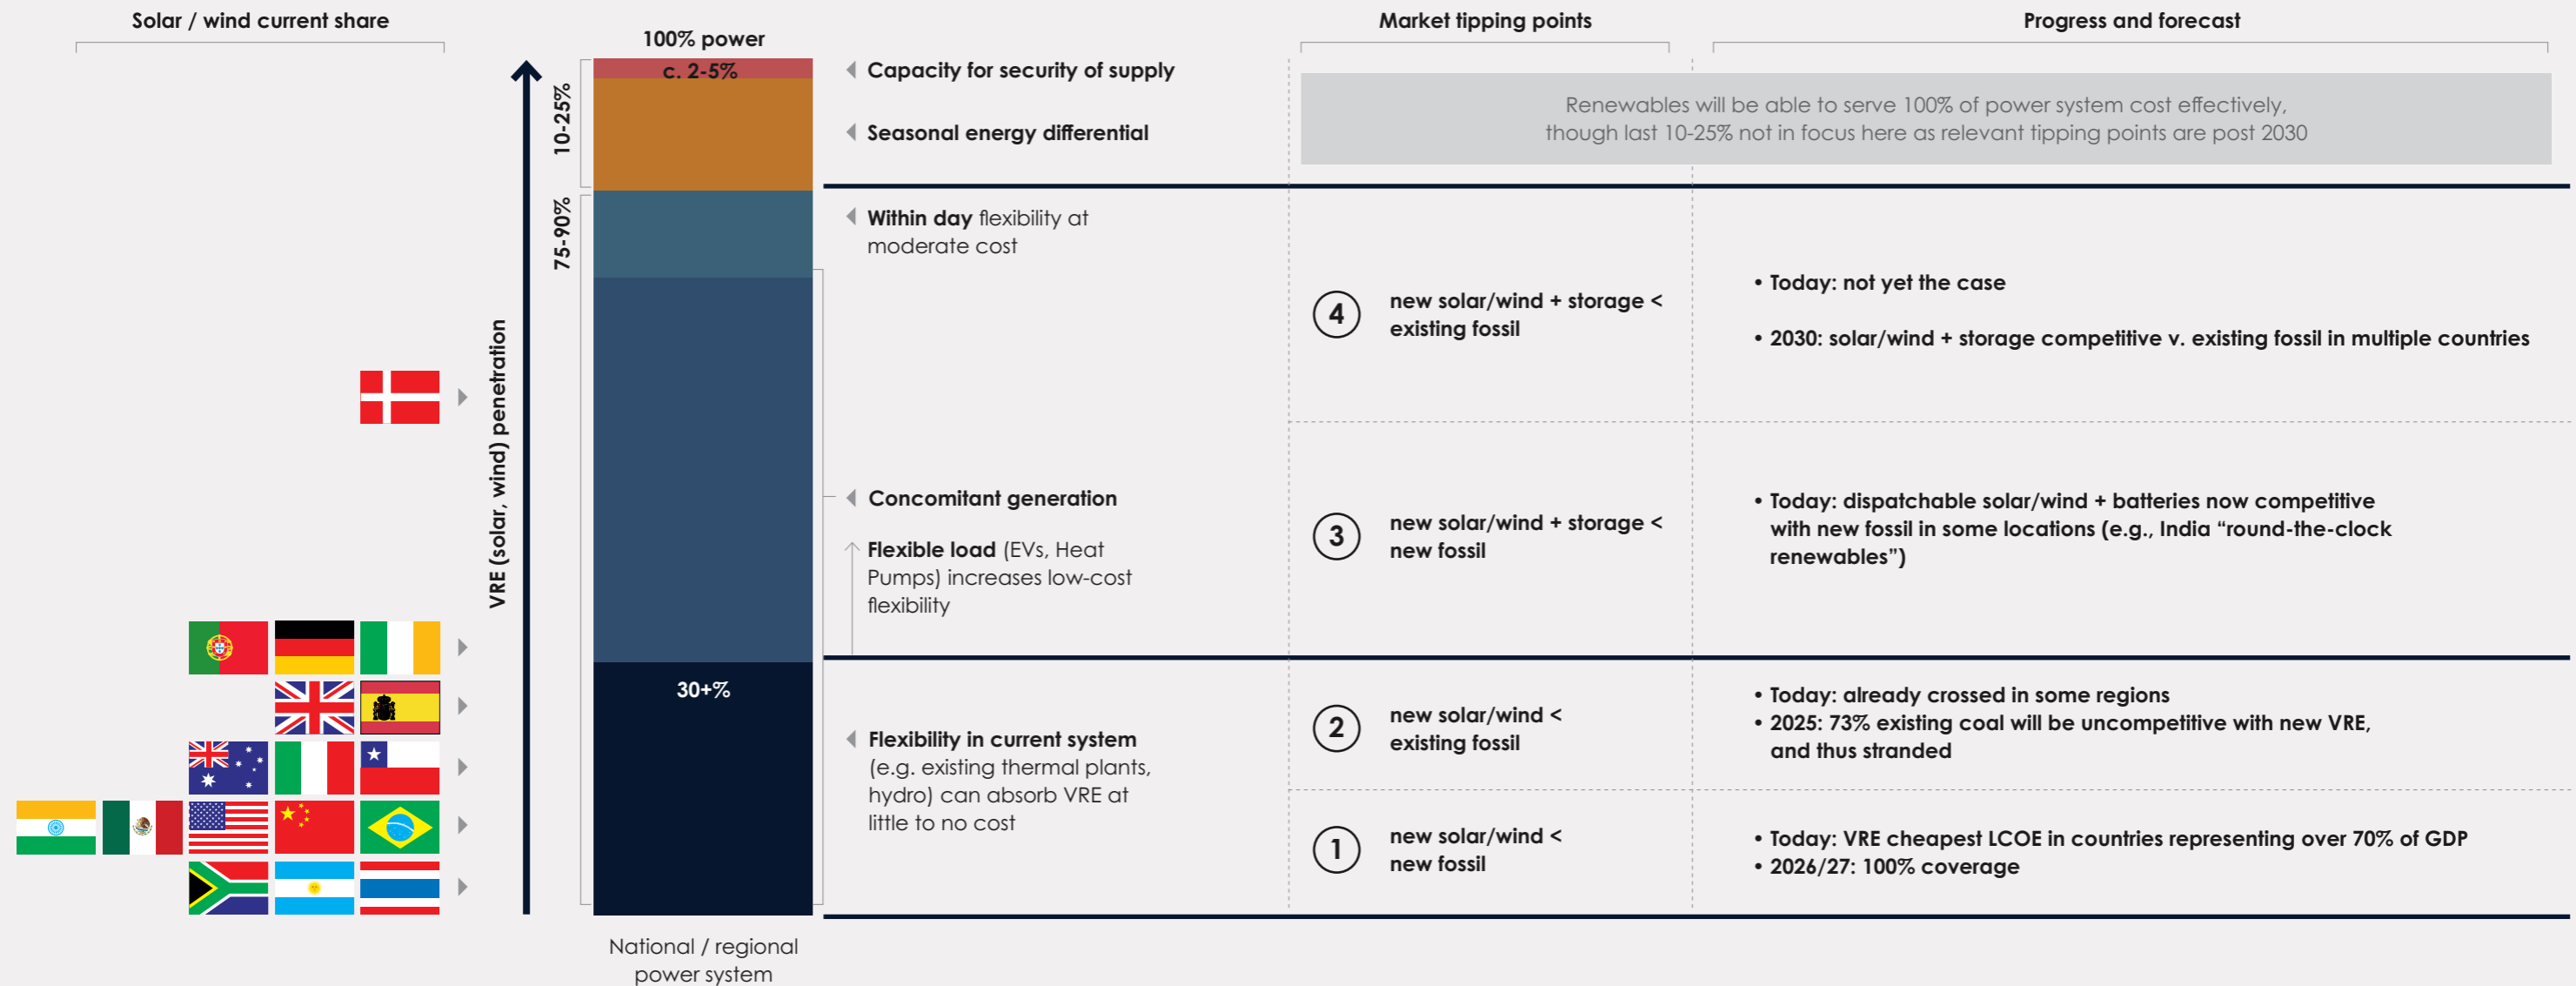 Solar / wind current share
Market tipping points
Progress and forecast
100% power
c. 2-5%
10-25%
75-90%
VRE (solar, wind) penetration
30+%
National / regional
power system
Capacity for security of supply
Seasonal energy differential
Renewables will be able to serve 100% of power system cost effectively,
though last 10-25% not in focus here as relevant tipping points are post 2030
Within day flexibility at
moderate cost
4
new solar/wind + storage <
existing fossil
• Today: not yet the case
• 2030: solar/wind + storage competitive v. existing fossil in multiple countries
Concomitant generation
Flexible load (EVs, Heat
Pumps) increases low-cost
flexibility
3
new solar/wind + storage <
new fossil
• Today: dispatchable solar/wind + batteries now competitive
with new fossil in some locations (e.g., India “round-the-clock
renewables”)
Flexibility in current system
(e.g. existing thermal plants,
hydro) can absorb VRE at
little to no cost
2
new solar/wind <
existing fossil
• Today: already crossed in some regions
• 2025: 73% existing coal will be uncompetitive with new VRE,
and thus stranded
1
new solar/wind <
new fossil
• Today: VRE cheapest LCOE in countries representing over 70% of GDP
• 2026/27: 100% coverage